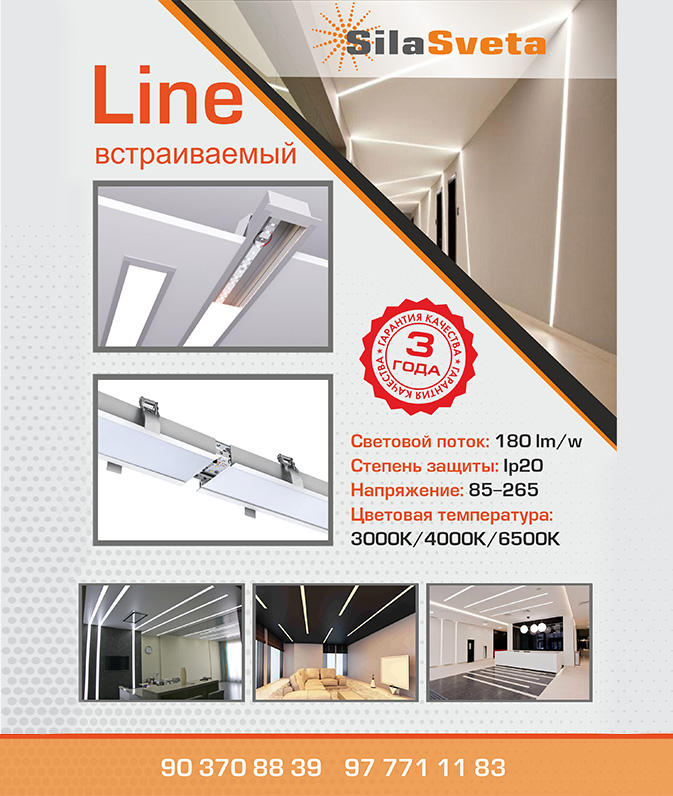 SilaSveta
Line
встраиваемый
ГАРАНТИЯ КАЧЕСТВА
3
ГОДА
ГАРАНТИЯ КАЧЕСТВА
Световой поток: 180 lm/w
Степень защиты: Ip20
Напряжение: 85-265
Цветовая температура:
3000K/4000K/6500K
90 370 88 39 97 771 11 83